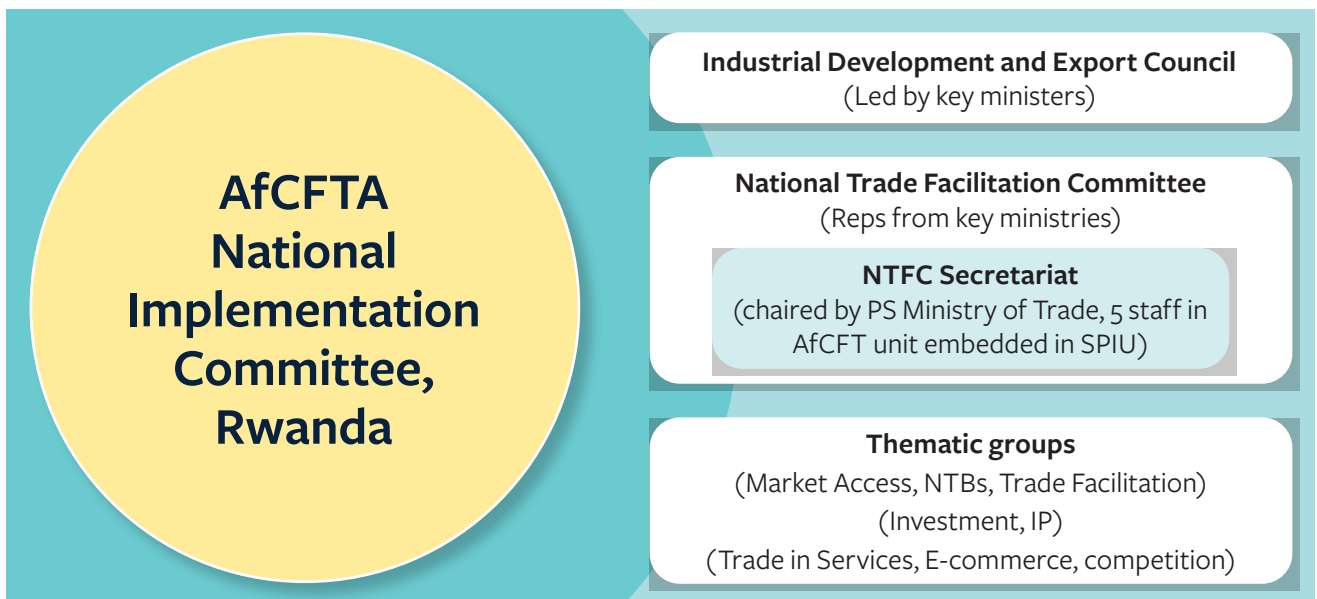 AfCFTA
National
Implementation
Committee,
Rwanda
Industrial Development and Export Council
(Led by key ministers)
National Trade Facilitation Committee
(Reps from key ministries)
NTFC Secretariat
(chaired by PS Ministry of Trade, 5 staff in
AfCFT unit embedded in SPIU)
Thematic groups
(Market Access, NTBs, Trade Facilitation)
(Investment, IP)
(Trade in Services, E-commerce, competition)